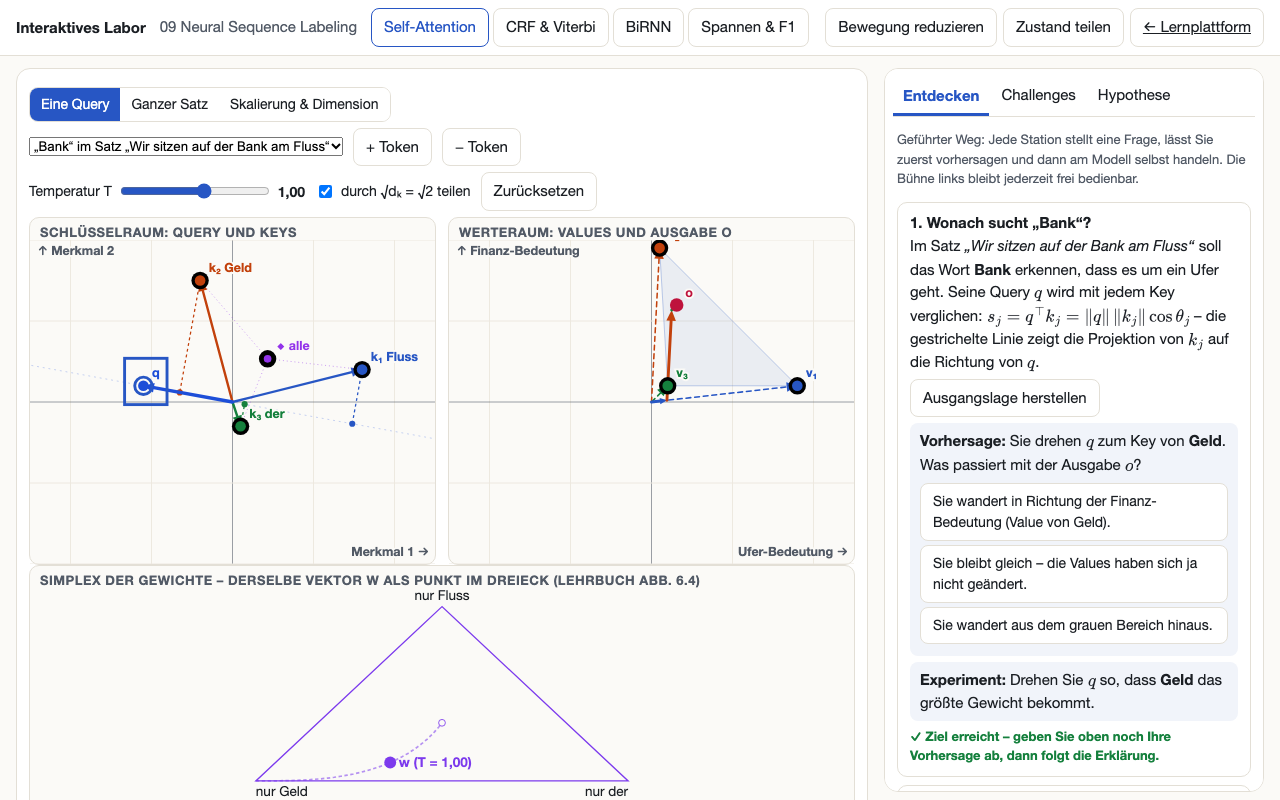 Interaktives Labor 09 Neural Sequence Labeling Self-Attention CRF & Viterbi BiRNN Spannen & F1 Bewegung reduzieren Zustand teilen ← Lernplattform
Eine Query Ganzer Satz Skalierung & Dimension
„Bank“ im Satz „Wir sitzen auf der Bank am Fluss“ + Token – Token
Temperatur T 1,00 durch √dₖ = √2 teilen Zurücksetzen
SCHLÜSSELRAUM: QUERY UND KEYS
↑ Merkmal 2
k₂ Geld
◆ alle
k₁ Fluss
q
k₃ der
Merkmal 1 →
WERTERAUM: VALUES UND AUSGABE O
↑ Finanz-Bedeutung
o
v₃
v₁
Ufer-Bedeutung →
SIMPLEX DER GEWICHTE – DERSELBE VEKTOR W ALS PUNKT IM DREIECK (LEHRBUCH ABB. 6.4)
nur Fluss
w (T = 1,00)
nur Geld
nur der
Entdecken Challenges Hypothese
Geführter Weg: Jede Station stellt eine Frage, lässt Sie
zuerst vorhersagen und dann am Modell selbst handeln. Die
Bühne links bleibt jederzeit frei bedienbar.
1. Wonach sucht „Bank“?
Im Satz „Wir sitzen auf der Bank am Fluss“ soll
das Wort Bank erkennen, dass es um ein Ufer
geht. Seine Query q wird mit jedem Key
verglichen: sⱼ = q⊤kⱼ = ‖q‖ ‖kⱼ‖ cos θⱼ – die
gestrichelte Linie zeigt die Projektion von kⱼ auf
die Richtung von q.
Ausgangslage herstellen
Vorhersage: Sie drehen q zum Key von Geld.
Was passiert mit der Ausgabe o?
Sie wandert in Richtung der Finanz-
Bedeutung (Value von Geld).
Sie bleibt gleich – die Values haben sich ja
nicht geändert.
Sie wandert aus dem grauen Bereich hinaus.
Experiment: Drehen Sie q so, dass Geld das
größte Gewicht bekommt.
✓ Ziel erreicht – geben Sie oben noch Ihre
Vorhersage ab, dann folgt die Erklärung.